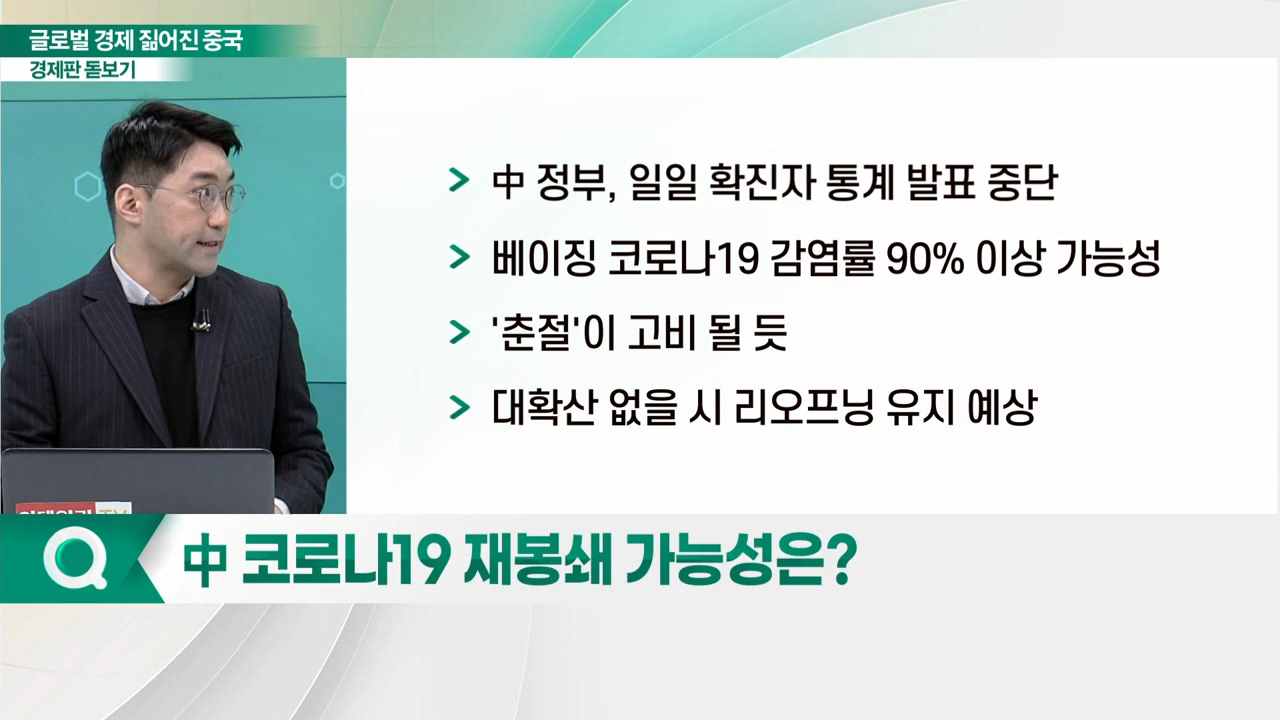 글로벌 경제 짊어진 중국
경제판 돋보기
中 정부, 일일 확진자 통계 발표 중단
베이징 코로나19 감염률 90% 이상 가능성
'춘절'이 고비 될 듯
대확산 없을 시 리오프닝 유지 예상
中 코로나19 재봉쇄 가능성은?